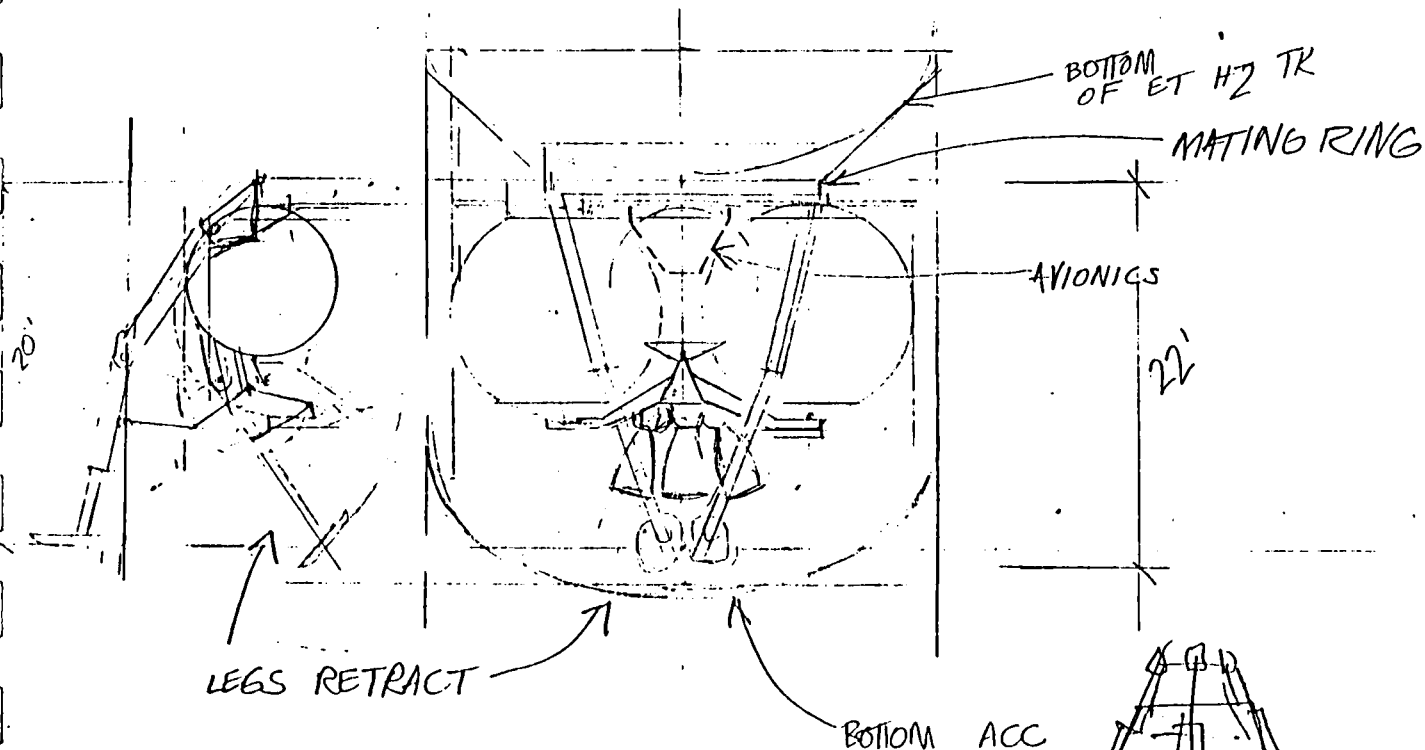 BOTTOM
OF ET H2 TK
MATING RING
AVIONICS
20'
22'
LEGS RETRACT
BOTTOM ACC